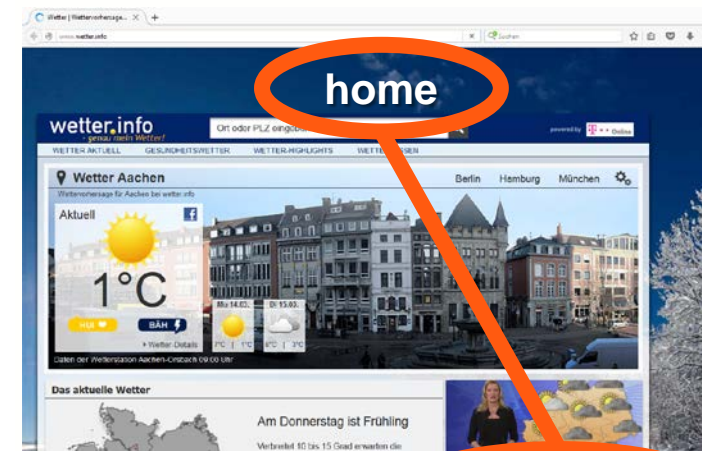 Wetter | Wettervorhersage...
www.wetter.info
Suchen
home
wetter.info
genau mein Wetter!
Ort oder PLZ eingeben
powered by T Online
WETTER AKTUELL GESUNDHEITSWETTER WETTER-HIGHLIGHTS
Wetter Aachen Berlin Hamburg München
Wettervorhersage für Aachen bei wetter.info
Aktuell
1°C
HUI BÄH
Wetter-Details
Mo 14.03. Di 15.03.
7°C | 1°C 6°C | 3°C
Daten der Wetterstation Aachen-Orsbach 09:00 Uhr
Das aktuelle Wetter
Am Donnerstag ist Frühling
Verbreitet 10 bis 15 Grad erwarten die